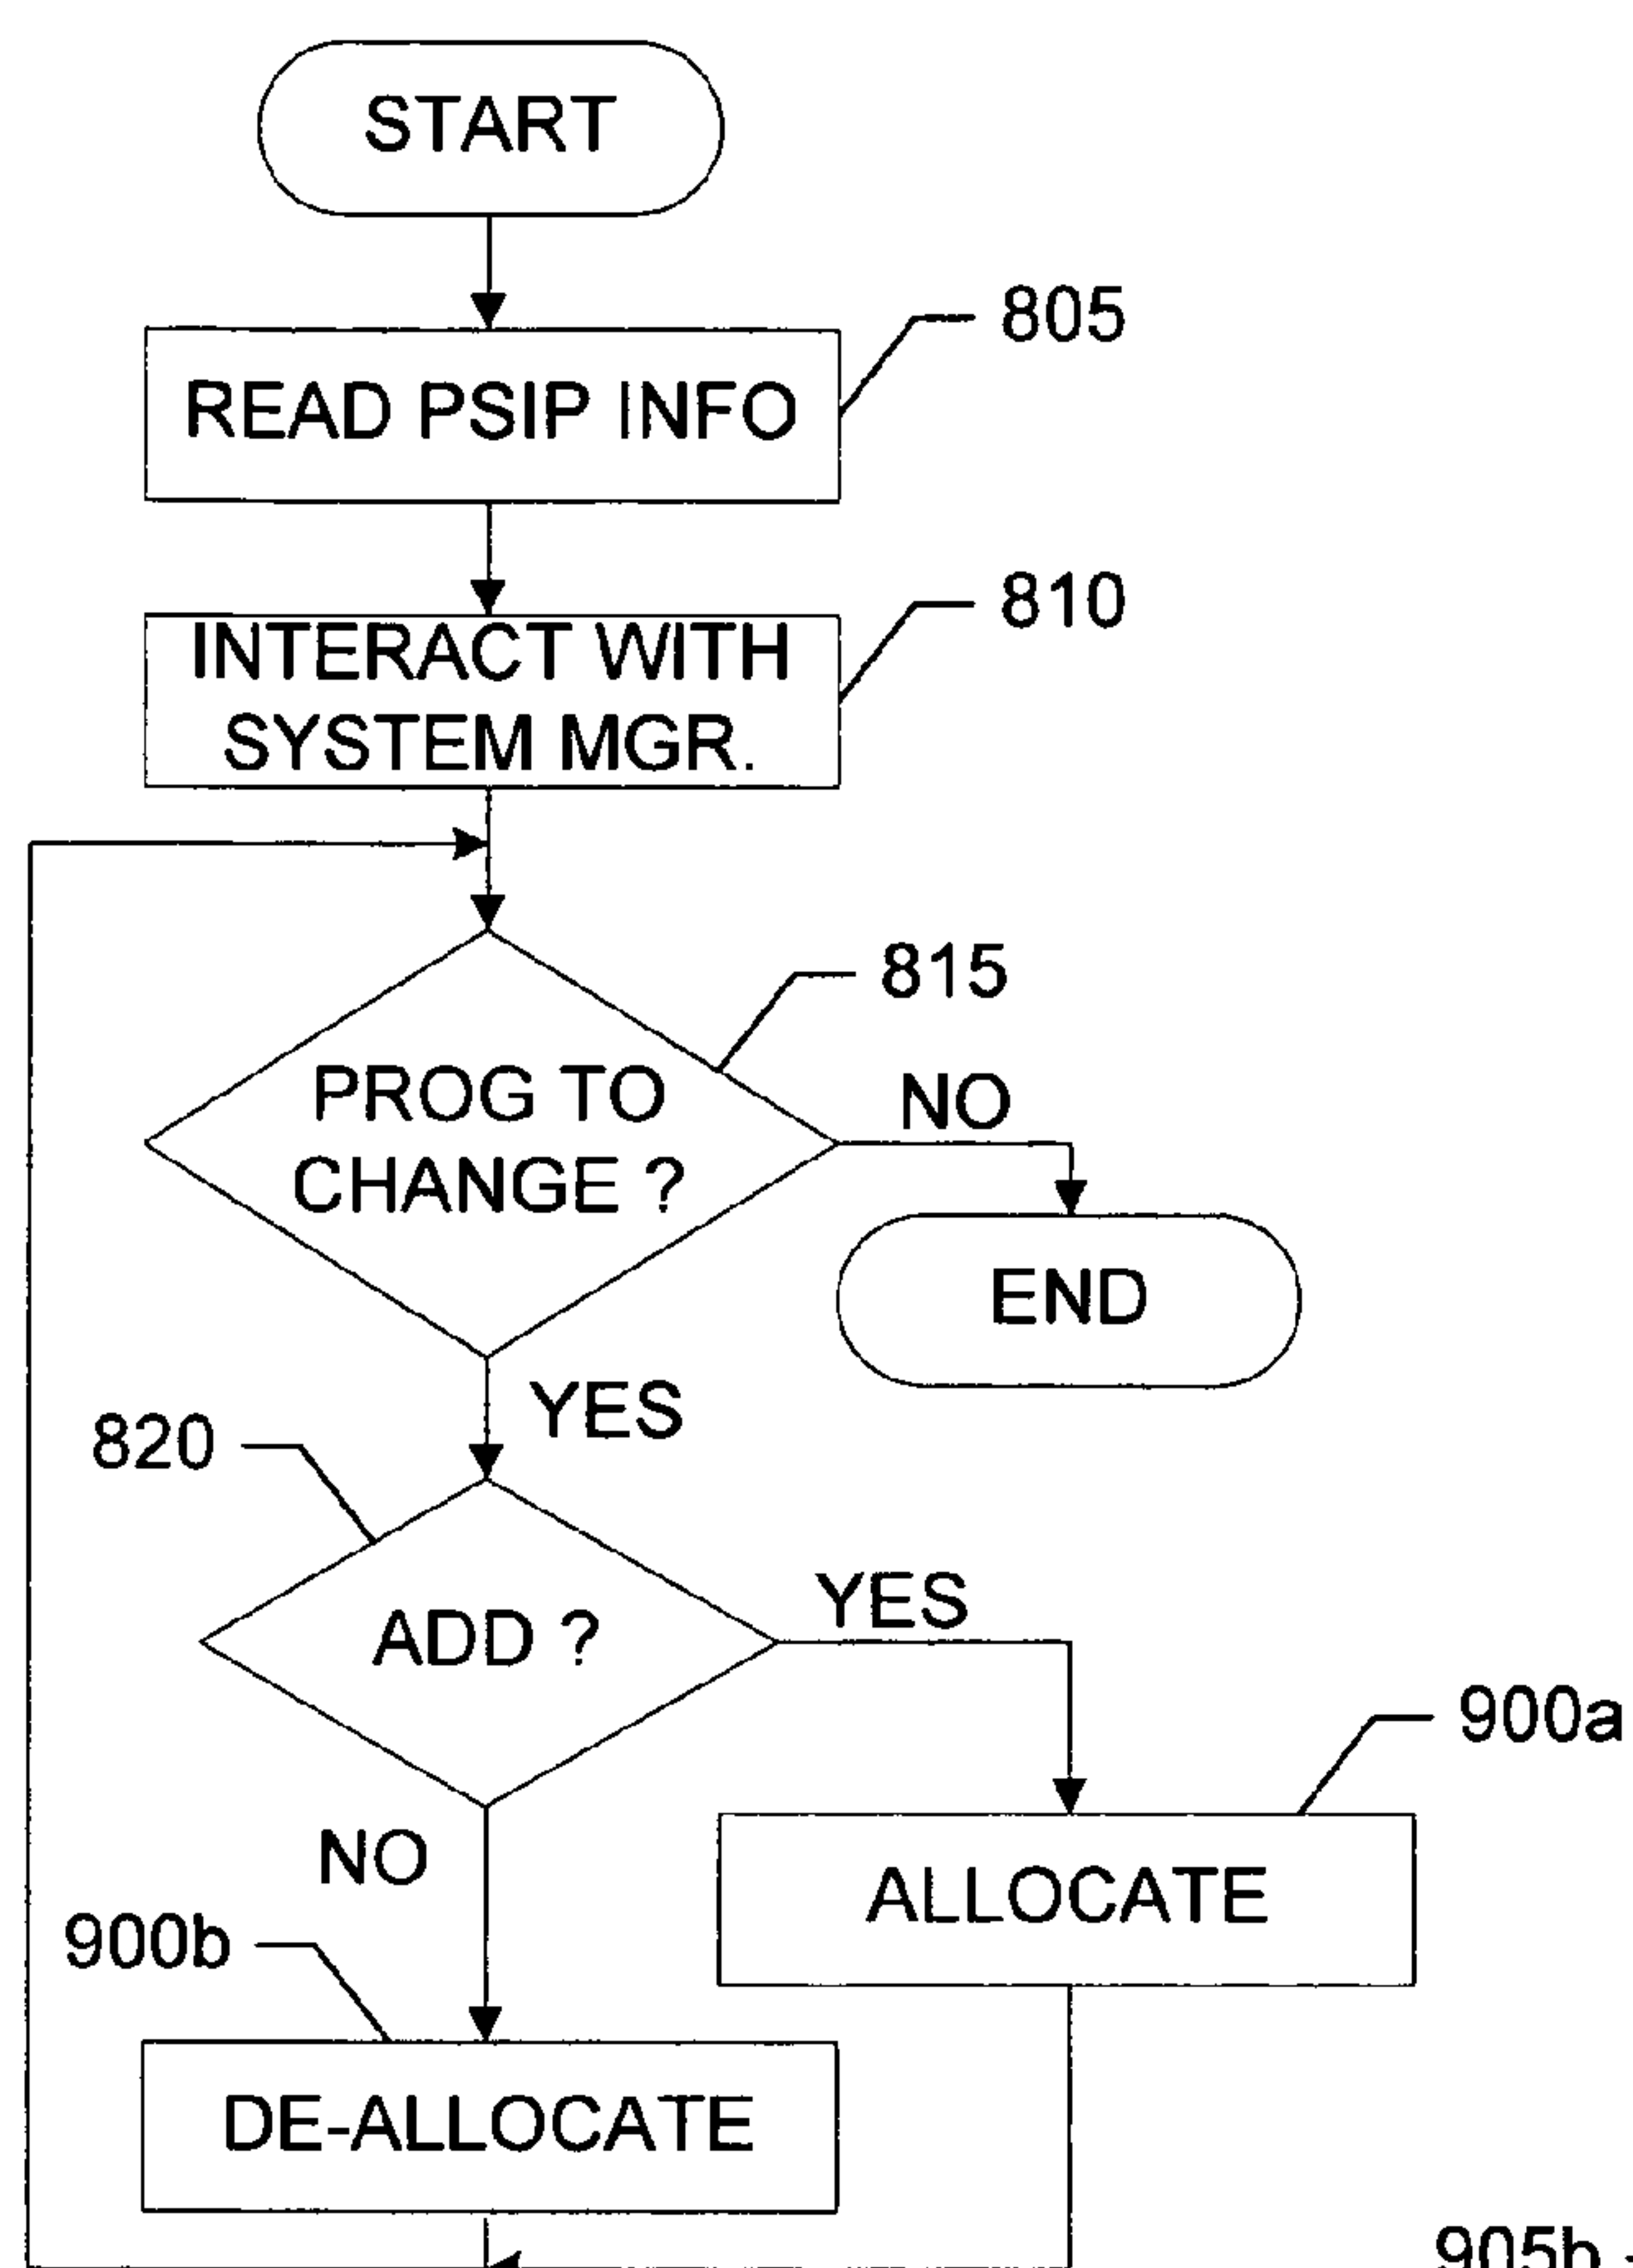 START
READ PSIP INFO
805
INTERACT WITH
SYSTEM MGR.
810
PROG TO
CHANGE ?
815
NO
END
YES
820
ADD ?
YES
900a
ALLOCATE
NO
900b
DE-ALLOCATE
905b